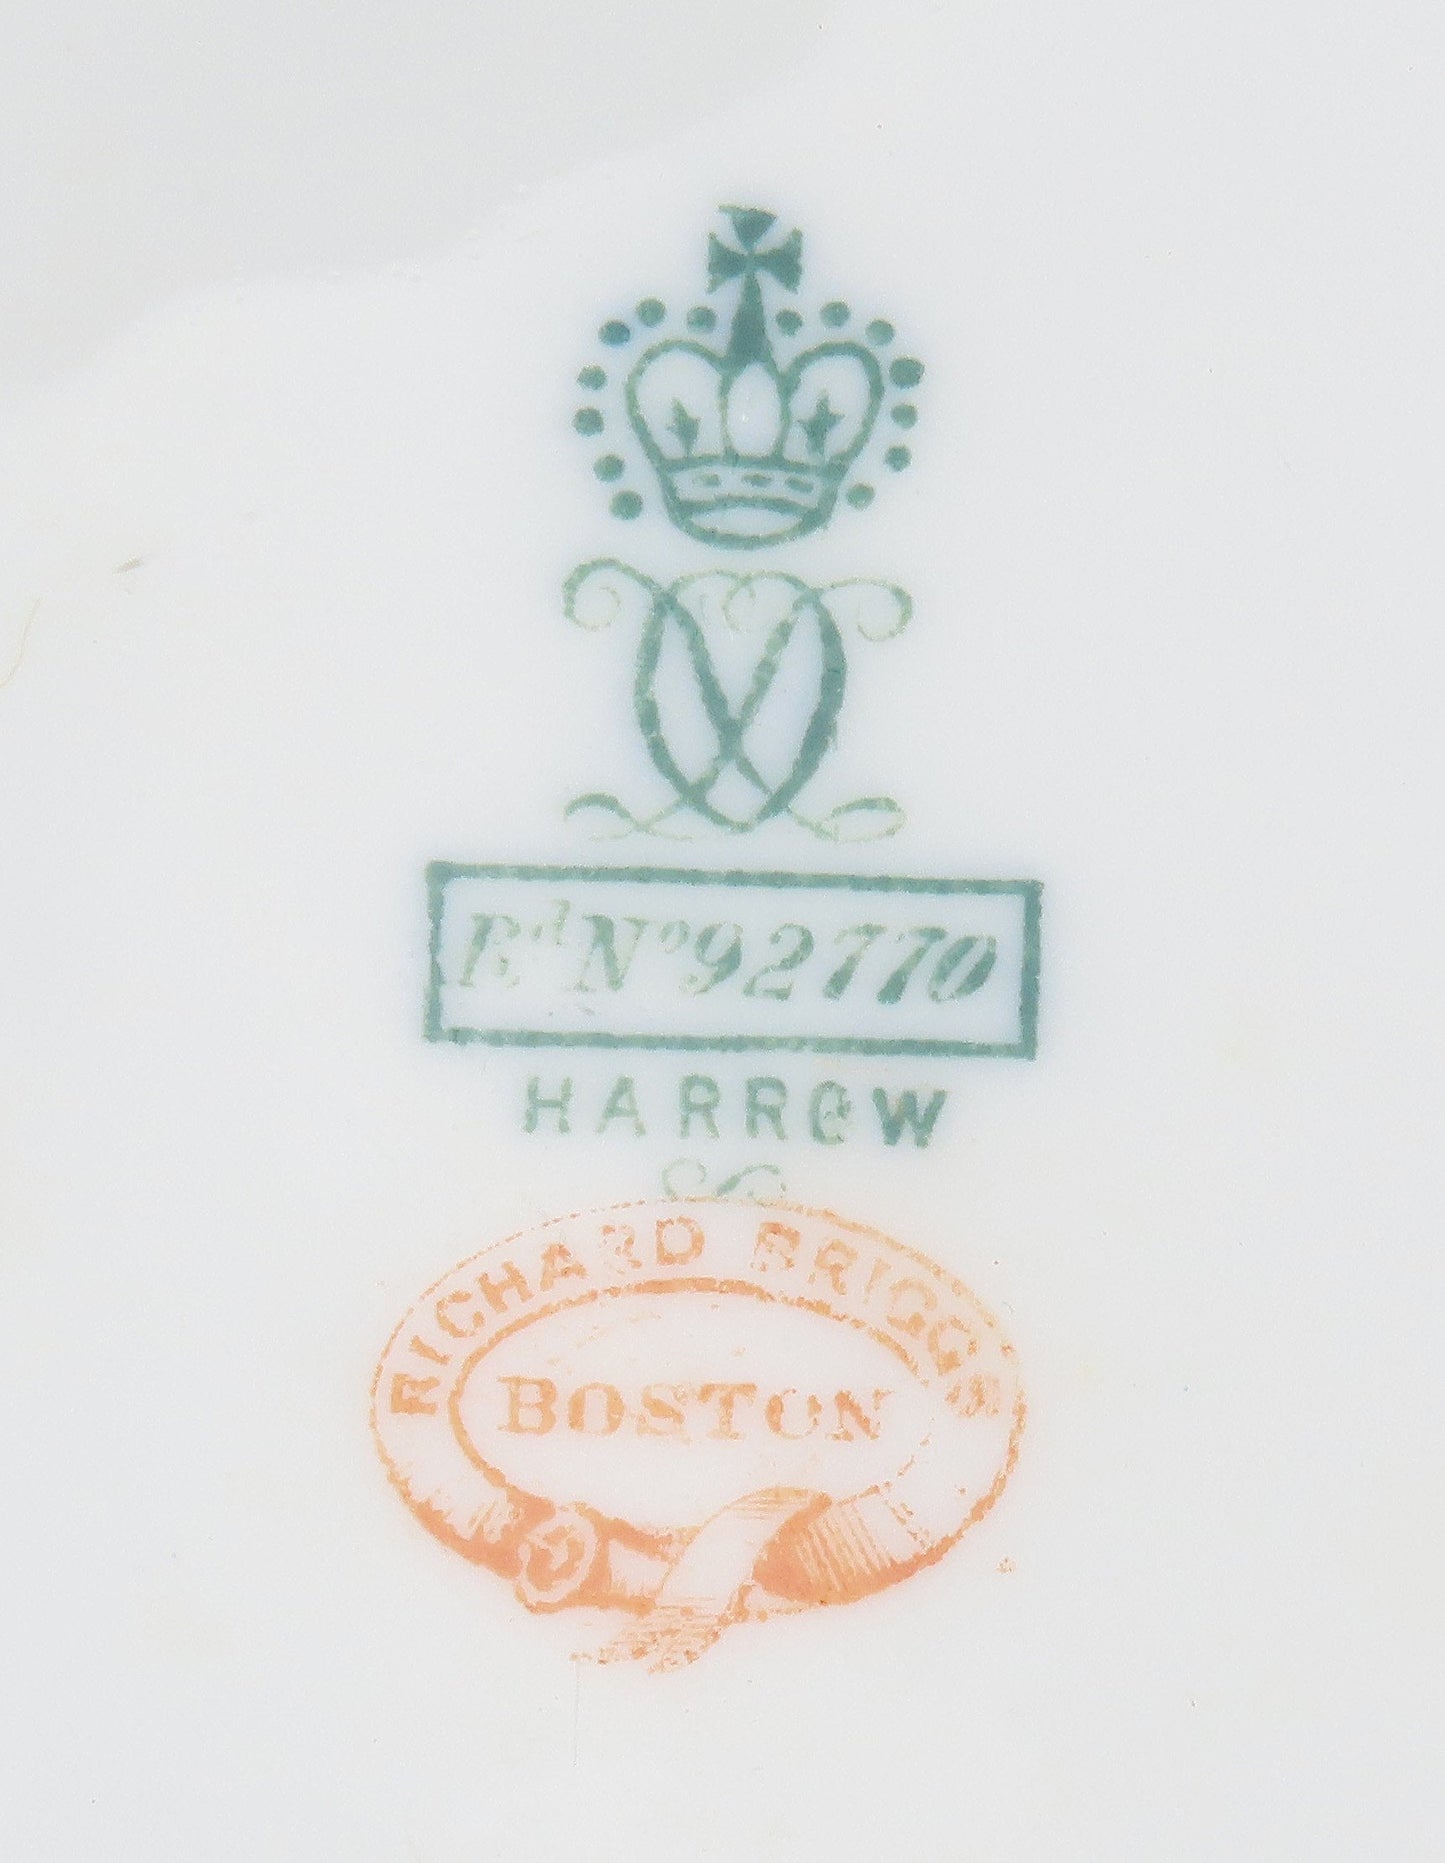 Rd No 92770
HARROW
RICHARD BRIGGS
BOSTON